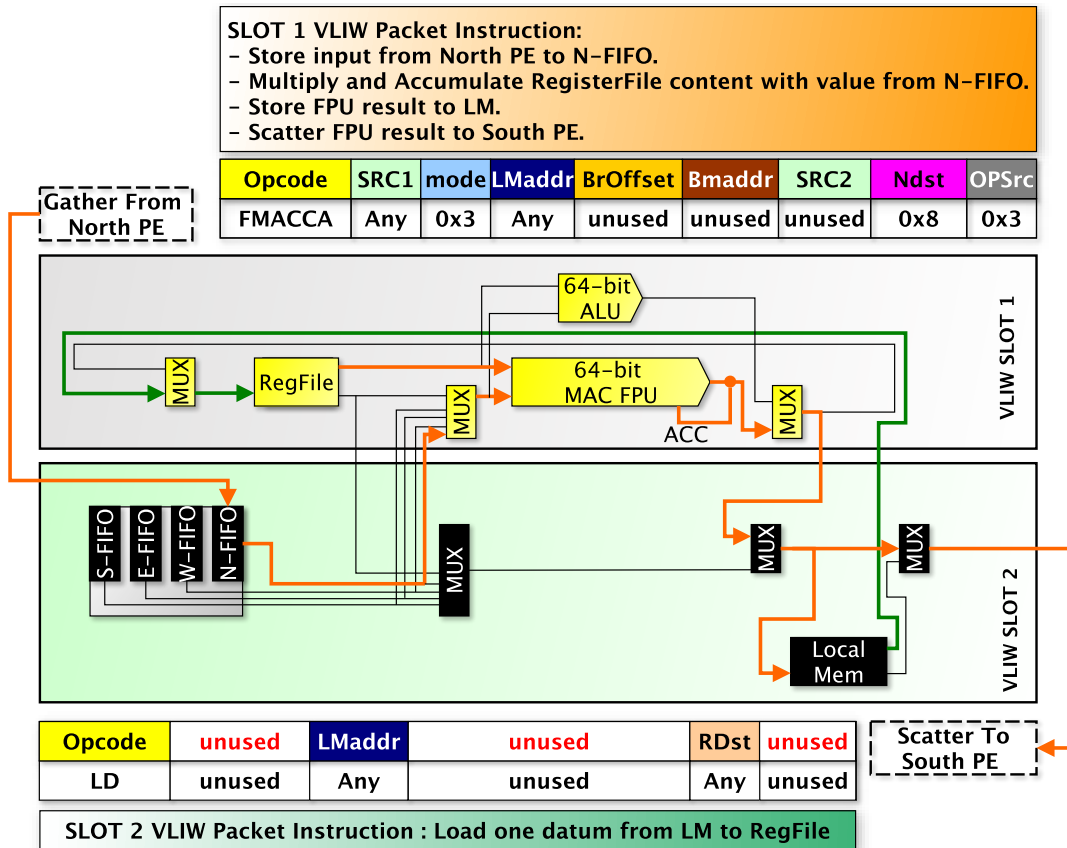 SLOT 1 VLIW Packet Instruction:
– Store input from North PE to N-FIFO.
– Multiply and Accumulate RegisterFile content with value from N-FIFO.
– Store FPU result to LM.
– Scatter FPU result to South PE.
Opcode SRC1 mode LMaddr BrOffset Bmaddr SRC2 Ndst OPSrc
FMACCA Any 0x3 Any unused unused unused 0x8 0x3
Gather From
North PE
64-bit
ALU
VLIW SLOT 1
MUX
RegFile
MUX
64-bit
MAC FPU
ACC
MUX
S-FIFO
E-FIFO
W-FIFO
N-FIFO
MUX
MUX
MUX
VLIW SLOT 2
Local
Mem
Opcode unused LMaddr unused RDst unused
LD unused Any unused Any unused
Scatter To
South PE
SLOT 2 VLIW Packet Instruction : Load one datum from LM to RegFile